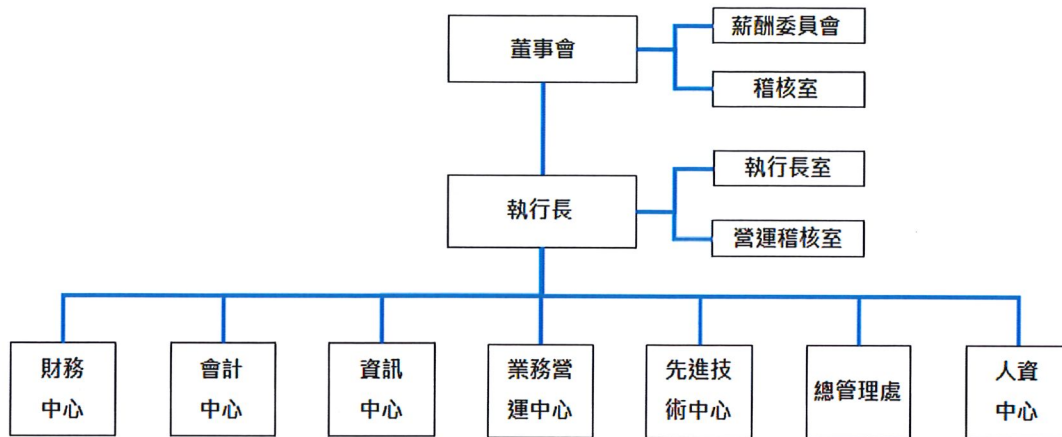 董事會
薪酬委員會
稽核室
執行長
執行長室
營運稽核室
財務
中心
會計
中心
資訊
中心
業務營
運中心
先進技
術中心
總管理處
人資
中心